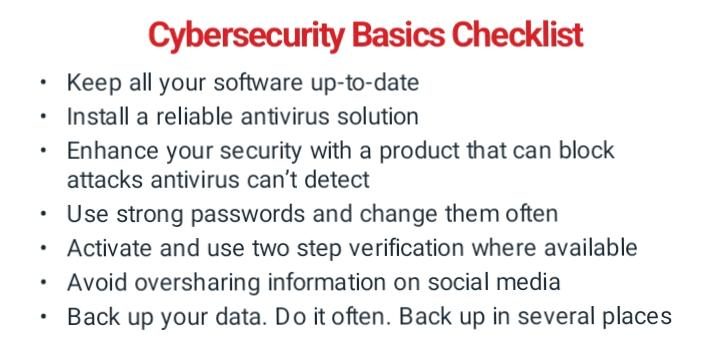 Cybersecurity Basics Checklist
• Keep all your software up-to-date
• Install a reliable antivirus solution
• Enhance your security with a product that can block
attacks antivirus can't detect
• Use strong passwords and change them often
• Activate and use two step verification where available
• Avoid oversharing information on social media
• Back up your data. Do it often. Back up in several places